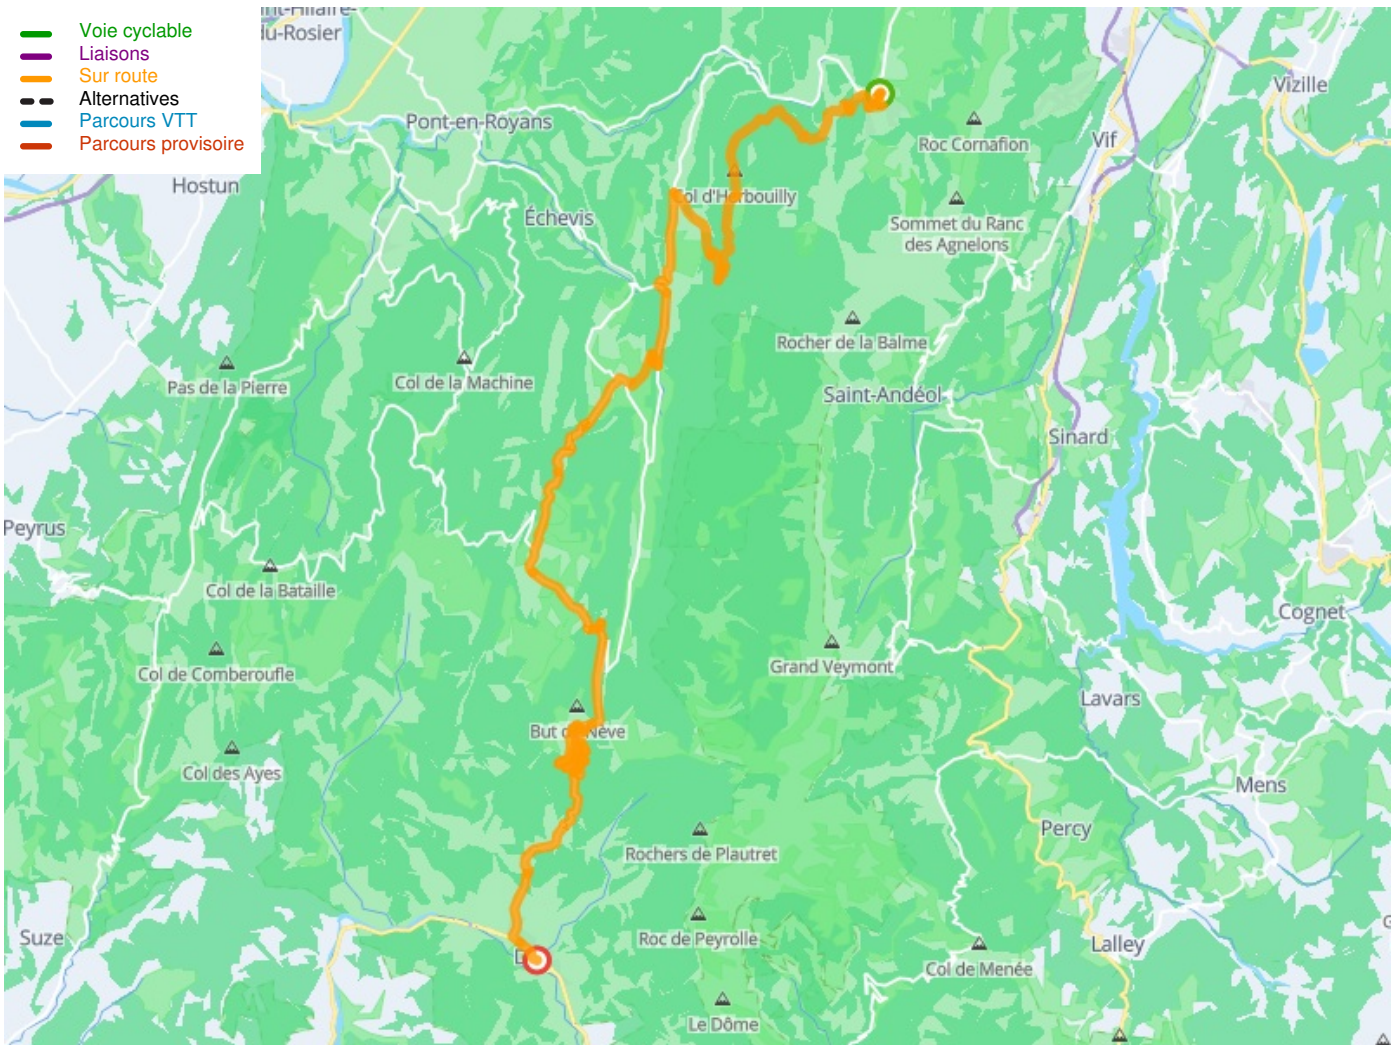 Voie cyclable
Liaisons
Sur route
Alternatives
Parcours VTT
Parcours provisoire
du-Rosier
Vizille
Pont-en-Royans
Roc Cornafion
Vif
Hostun
Échevis
Sommet du Ranc
des Agnelons
Rocher de la Balme
Pas de la Pierre
Col de la Machine
Saint-Andéol
Sinard
Peyrus
Col de la Bataille
Cognet
Col de Comberoufle
Grand Veymont
Lavars
Col des Ayes
Mens
Percy
Rochers de Plautret
Suze
Roc de Peyrolle
Lalley
Col de Menée
Le Dôme